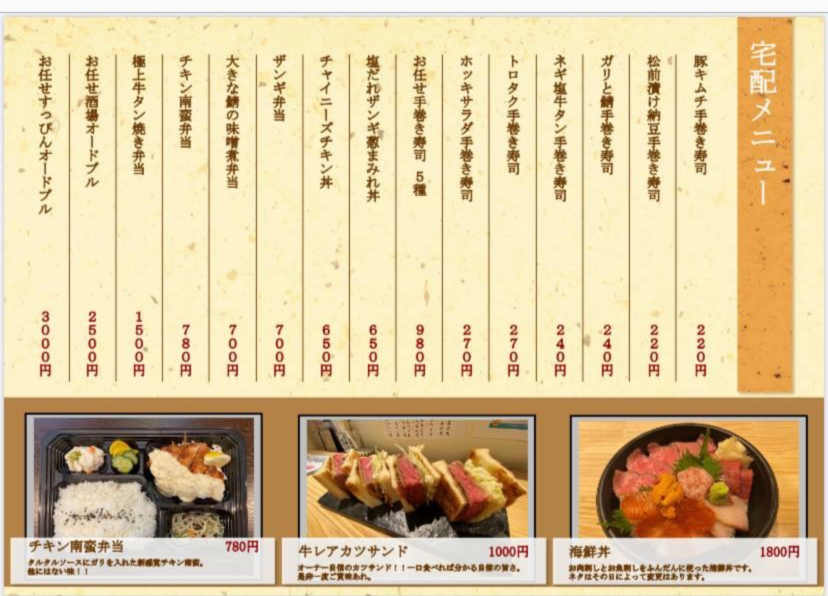 宅配メニュー
豚キムチ手巻き寿司 220円
松前漬け納豆手巻き寿司 220円
ガリと鯖手巻き寿司 240円
ネギ塩牛タン手巻き寿司 240円
トロタク手巻き寿司 270円
ホッキサラダ手巻き寿司 270円
お任せ手巻き寿司 5種 980円
塩だれザンギ葱まみれ丼 650円
チャイニーズチキン丼 650円
ザンギ弁当 700円
大きな鯖の味噌煮弁当 700円
チキン南蛮弁当 780円
極上牛タン焼き弁当 1500円
お任せ酒場オードブル 2500円
お任せすっぴんオードブル 3000円
チキン南蛮弁当 780円
タルタルソースにガリを入れた新感覚チキン南蛮。
他にはない味！！
牛レアカツサンド 1000円
オーナー自信のカツサンド！！一口食べれば分かる自信の旨さ。
是非一度ご賞味あれ。
海鮮丼 1800円
お肉刺しとお魚刺しをふんだんに使った海鮮丼です。
ネタはその日によって変更はあります。